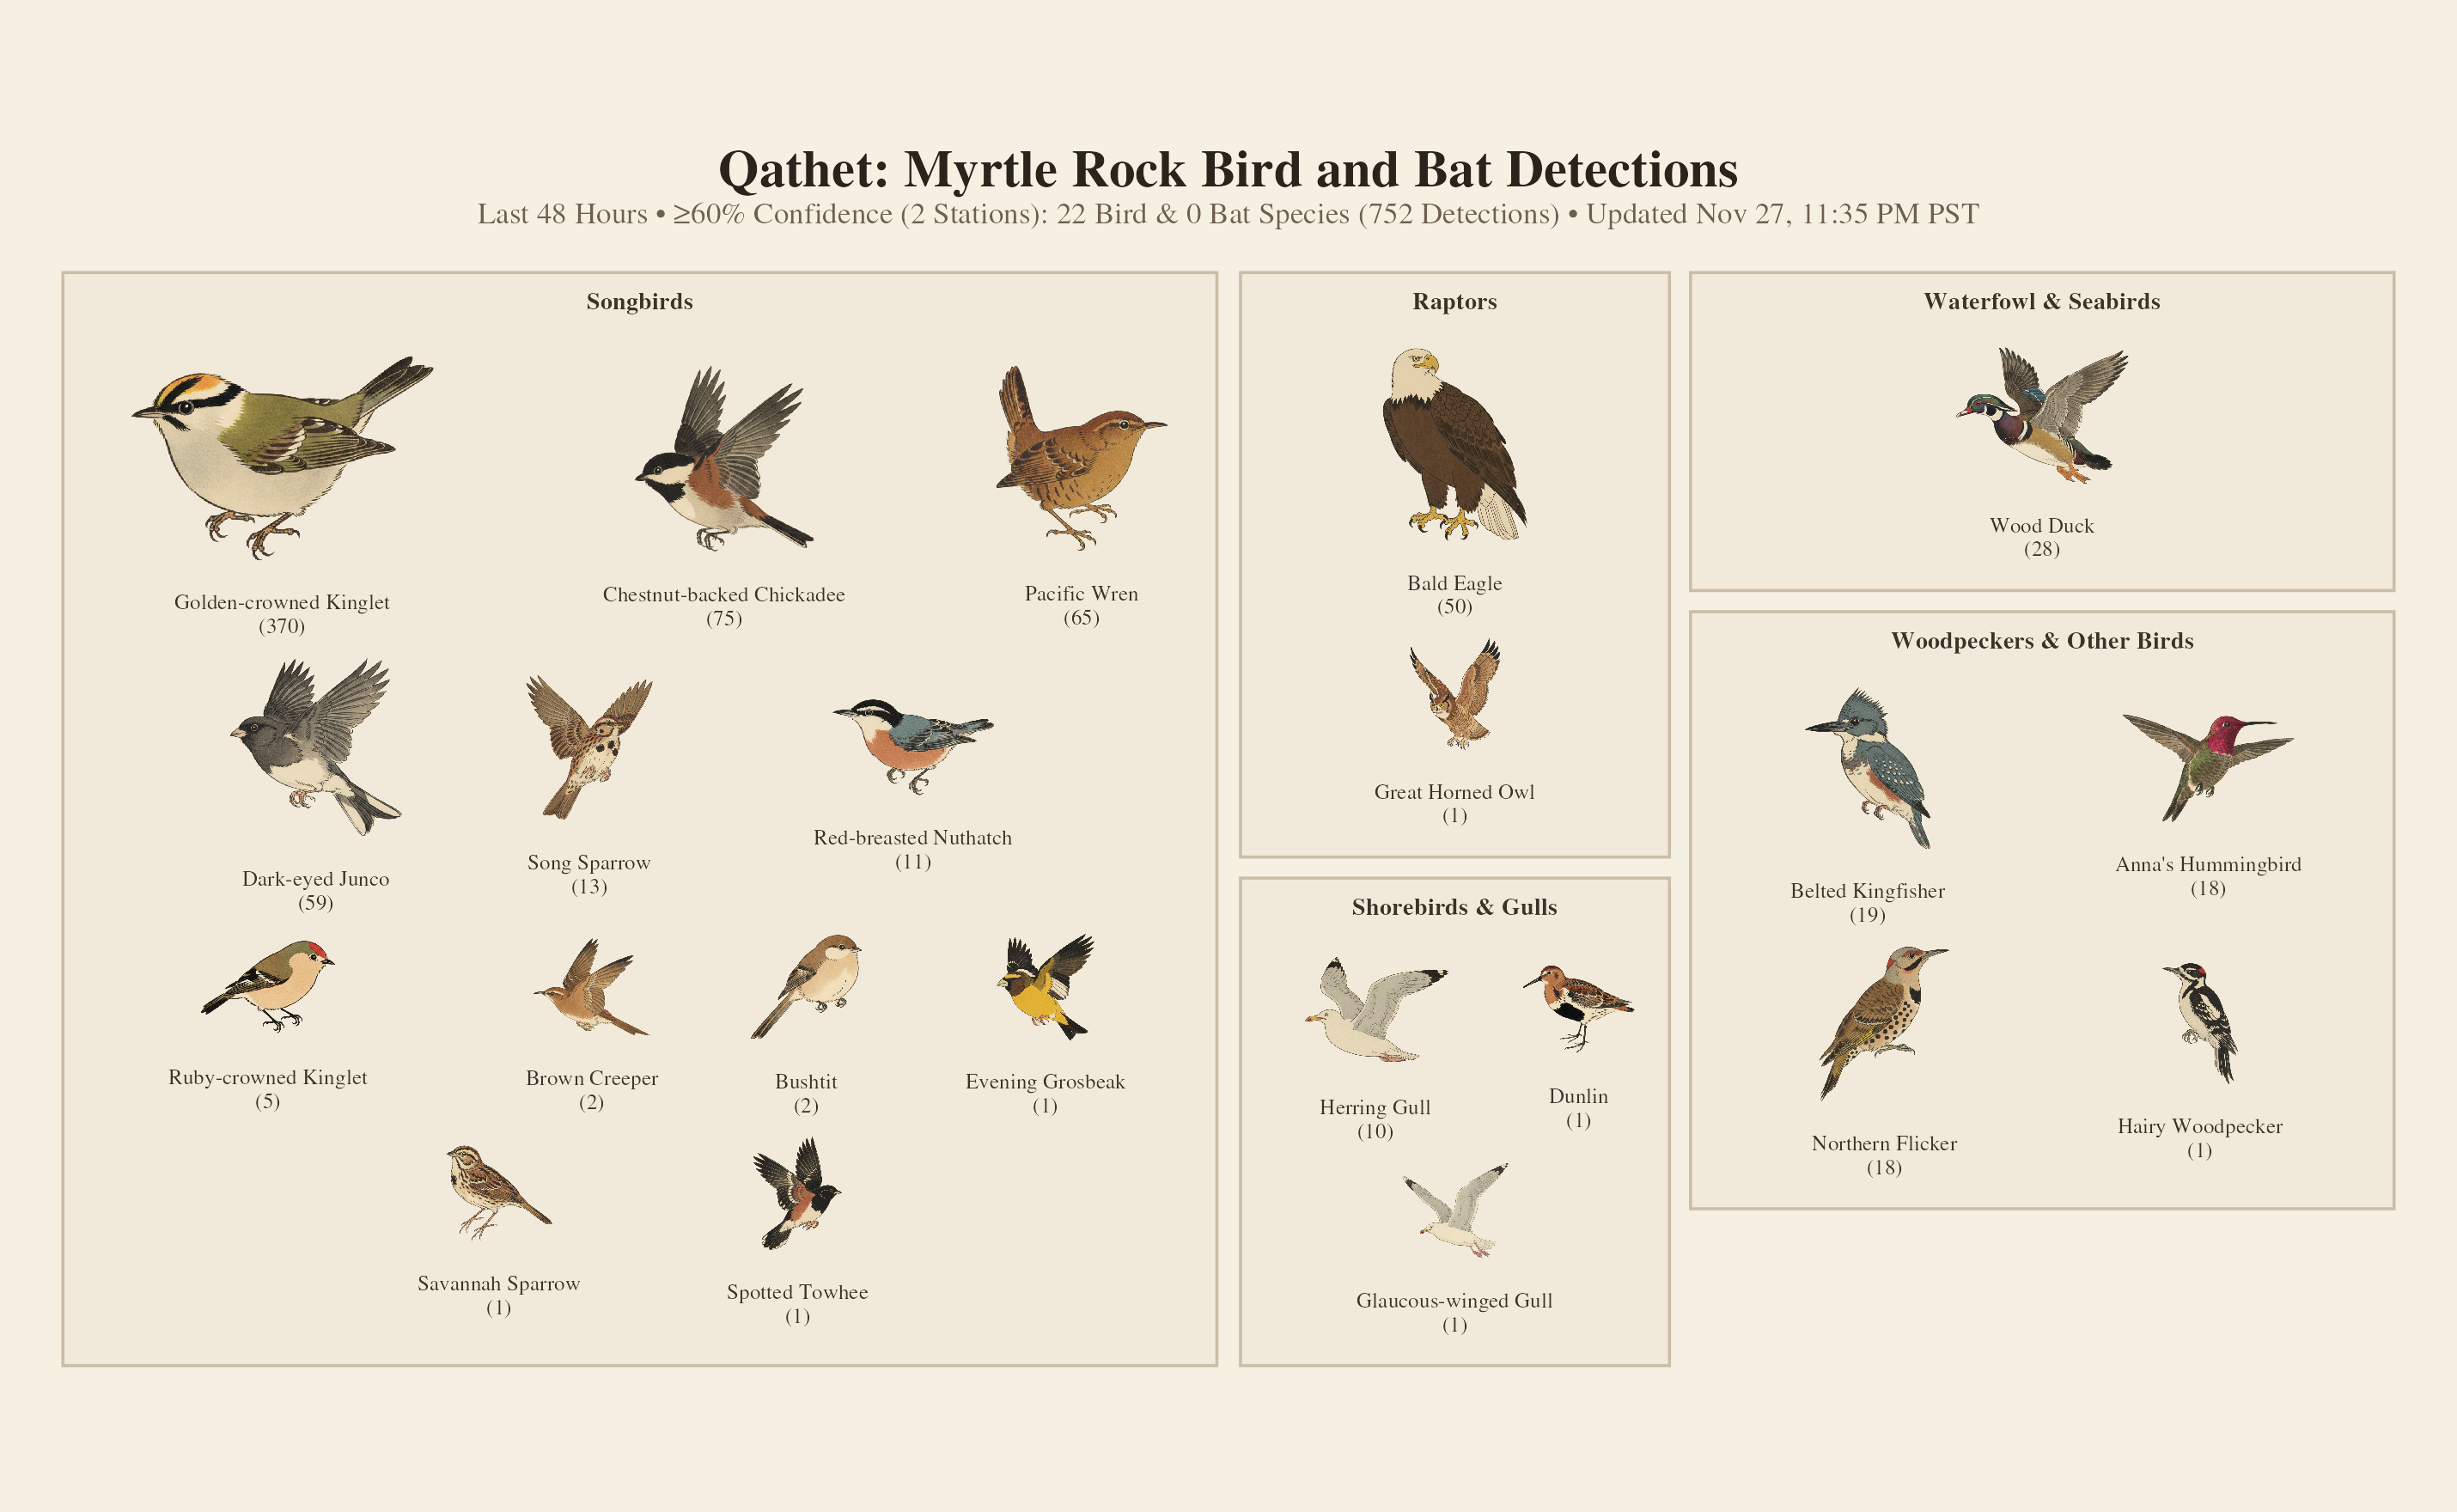 Qathet: Myrtle Rock Bird and Bat Detections
Last 48 Hours • ≥60% Confidence (2 Stations): 22 Bird & 0 Bat Species (752 Detections) • Updated Nov 27, 11:35 PM PST
Songbirds
Golden-crowned Kinglet
(370)
Chestnut-backed Chickadee
(75)
Pacific Wren
(65)
Dark-eyed Junco
(59)
Song Sparrow
(13)
Red-breasted Nuthatch
(11)
Ruby-crowned Kinglet
(5)
Brown Creeper
(2)
Bushtit
(2)
Evening Grosbeak
(1)
Savannah Sparrow
(1)
Spotted Towhee
(1)
Raptors
Bald Eagle
(50)
Great Horned Owl
(1)
Shorebirds & Gulls
Herring Gull
(10)
Dunlin
(1)
Glaucous-winged Gull
(1)
Waterfowl & Seabirds
Wood Duck
(28)
Woodpeckers & Other Birds
Belted Kingfisher
(19)
Anna's Hummingbird
(18)
Northern Flicker
(18)
Hairy Woodpecker
(1)